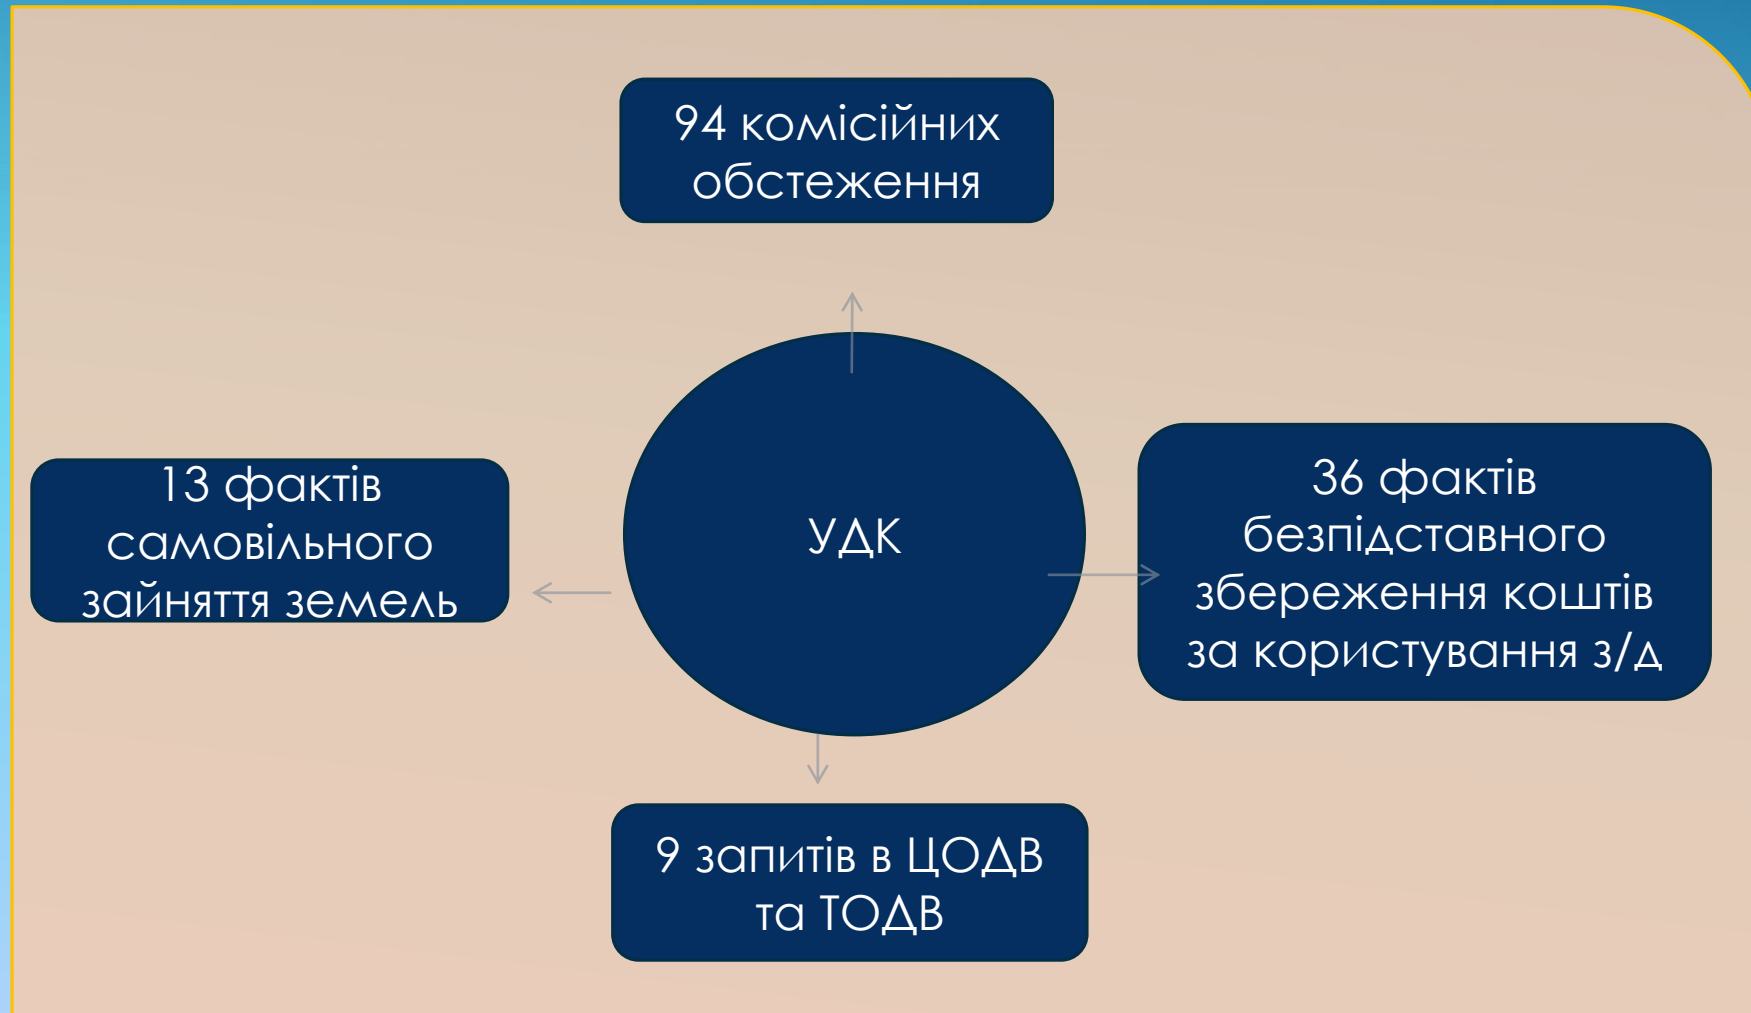 94 комісійних
обстеження
13 фактів
самовільного
зайняття земель
УДК
36 фактів
безпідставного
збереження коштів
за користування з/д
9 запитів в ЦОДВ
та ТОДВ